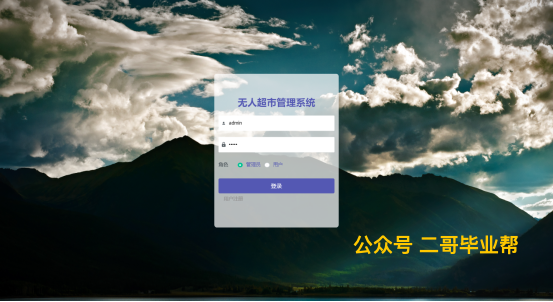 无人超市管理系统
admin
角色 管理员 用户
登录
用户注册
公众号 二哥毕业帮